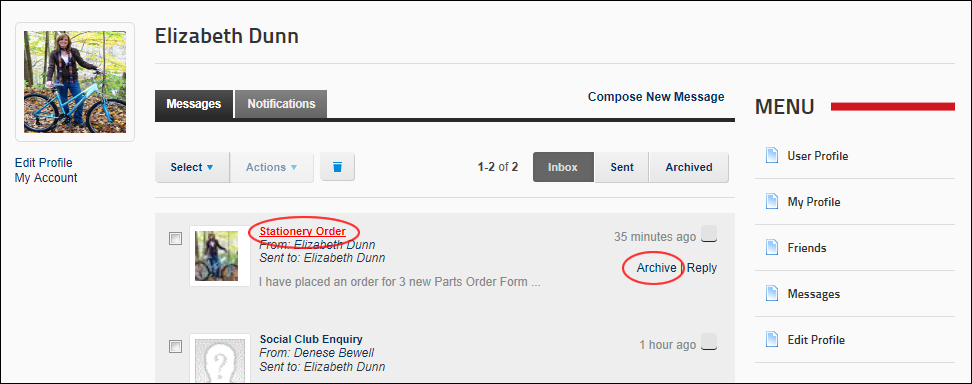 Elizabeth Dunn
Edit Profile
My Account
Messages
Notifications
Compose New Message
Select
Actions
1-2 of 2
Inbox
Sent
Archived
Stationery Order
From: Elizabeth Dunn
Sent to: Elizabeth Dunn
I have placed an order for 3 new Parts Order Form ...
35 minutes ago
Archive | Reply
Social Club Enquiry
From: Denese Bewell
Sent to: Elizabeth Dunn
1 hour ago
MENU
User Profile
My Profile
Friends
Messages
Edit Profile